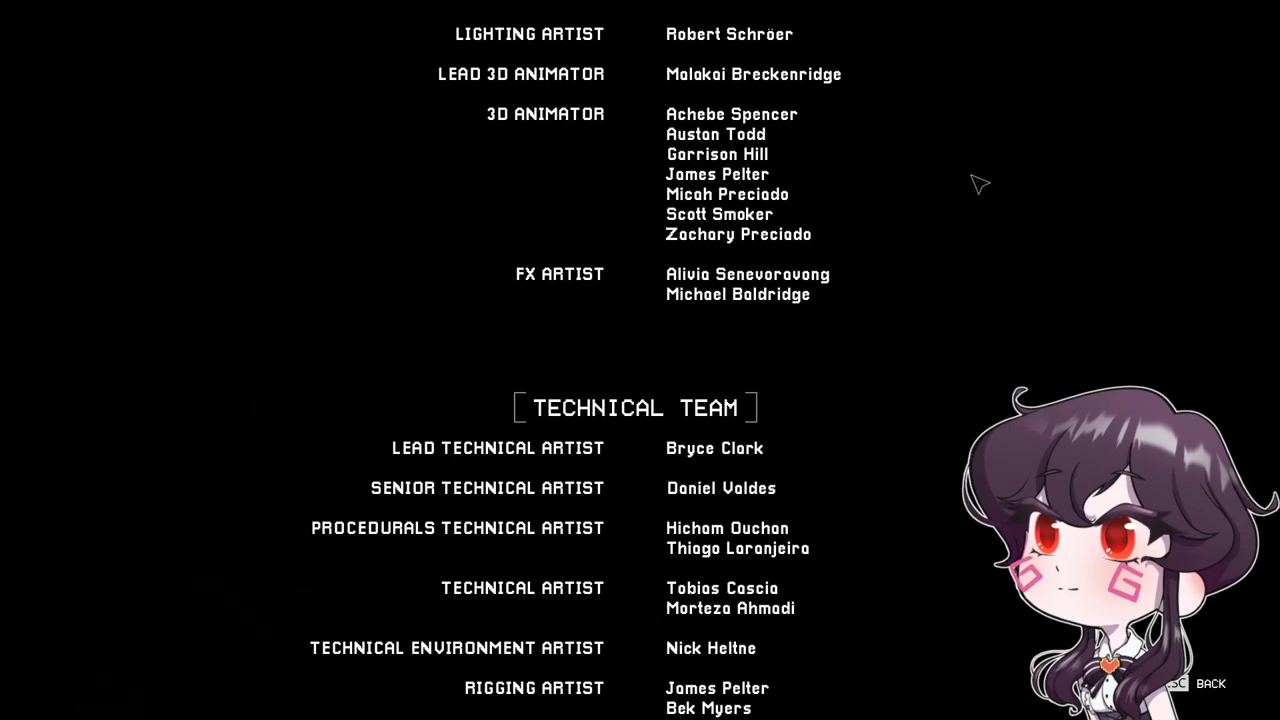 LIGHTING ARTIST Robert Schröer
LEAD 3D ANIMATOR Malakai Breckenridge
3D ANIMATOR Achebe Spencer
Austan Todd
Garrison Hill
James Pelter
Micah Preciado
Scott Smoker
Zachary Preciado
FX ARTIST Alivia Senevoravong
Michael Baldridge
TECHNICAL TEAM
LEAD TECHNICAL ARTIST Bryce Clark
SENIOR TECHNICAL ARTIST Daniel Valdes
PROCEDURALS TECHNICAL ARTIST Hicham Ouchan
Thiago Laranjeira
TECHNICAL ARTIST Tobias Cascia
Morteza Ahmadi
TECHNICAL ENVIRONMENT ARTIST Nick Heltne
RIGGING ARTIST James Pelter
Bek Myers
BACK